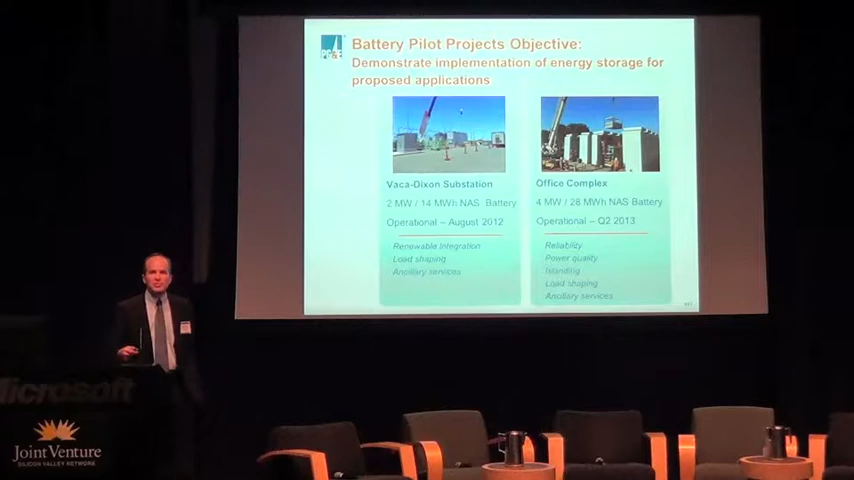 PG&E
Battery Pilot Projects Objective:
Demonstrate implementation of energy storage for
proposed applications
Vaca-Dixon Substation
2 MW / 14 MWh NAS Battery
Operational – August 2012
Renewable Integration
Load shaping
Ancillary services
Office Complex
4 MW / 28 MWh NAS Battery
Operational – Q2 2013
Reliability
Power quality
Islanding
Load shaping
Ancillary services
Microsoft
Joint Venture
SILICON VALLEY NETWORK